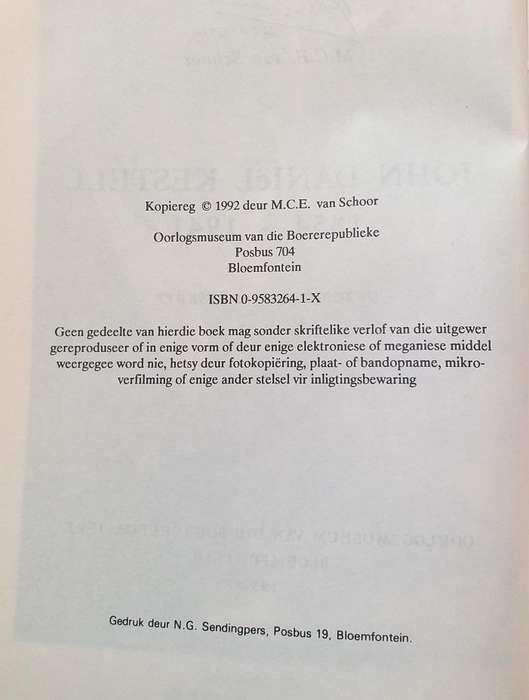 Kopiereg © 1992 deur M.C.E. van Schoor
Oorlogsmuseum van die Boererepublieke
Posbus 704
Bloemfontein
ISBN 0-9583264-1-X
Geen gedeelte van hierdie boek mag sonder skriftelike verlof van die uitgewer
gereproduseer of in enige vorm of deur enige elektroniese of meganiese middel
weergegee word nie, hetsy deur fotokopiëring, plaat- of bandopname, mikro-
verfilming of enige ander stelsel vir inligtingsbewaring
Gedruk deur N.G. Sendingpers, Posbus 19, Bloemfontein.